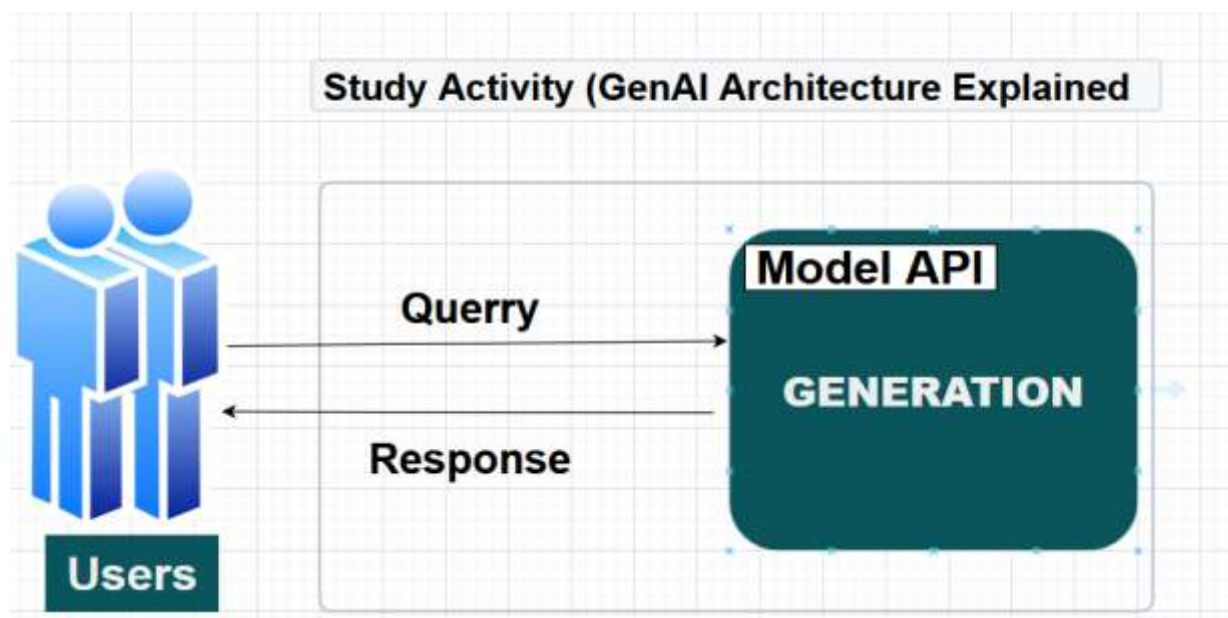 Study Activity (GenAI Architecture Explained
Model API
Querry
GENERATION
Response
Users